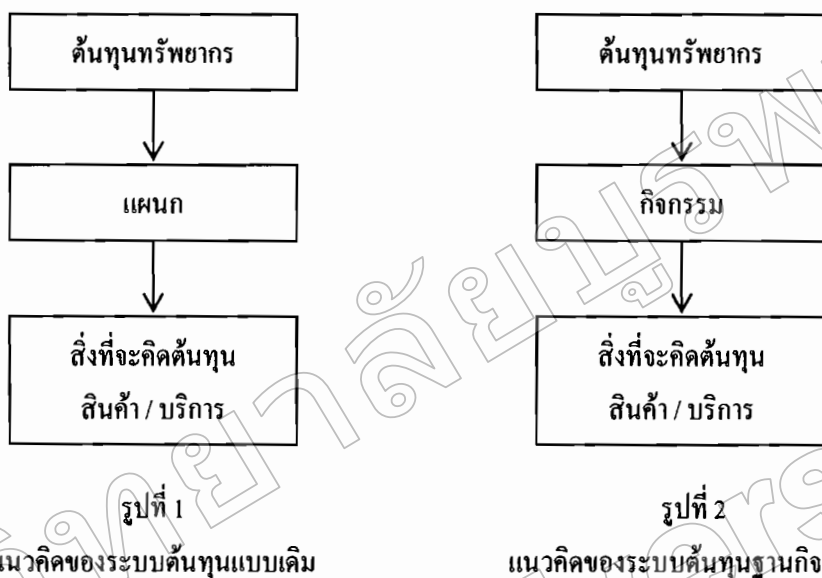 ต้นทุนทรัพยากร
แผนก
สิ่งที่จะคิดต้นทุน
สินค้า / บริการ
รูปที่ 1
แนวคิดของระบบต้นทุนแบบเดิม
ต้นทุนทรัพยากร
กิจกรรม
สิ่งที่จะคิดต้นทุน
สินค้า / บริการ
รูปที่ 2
แนวคิดของระบบต้นทุนฐานกิจ